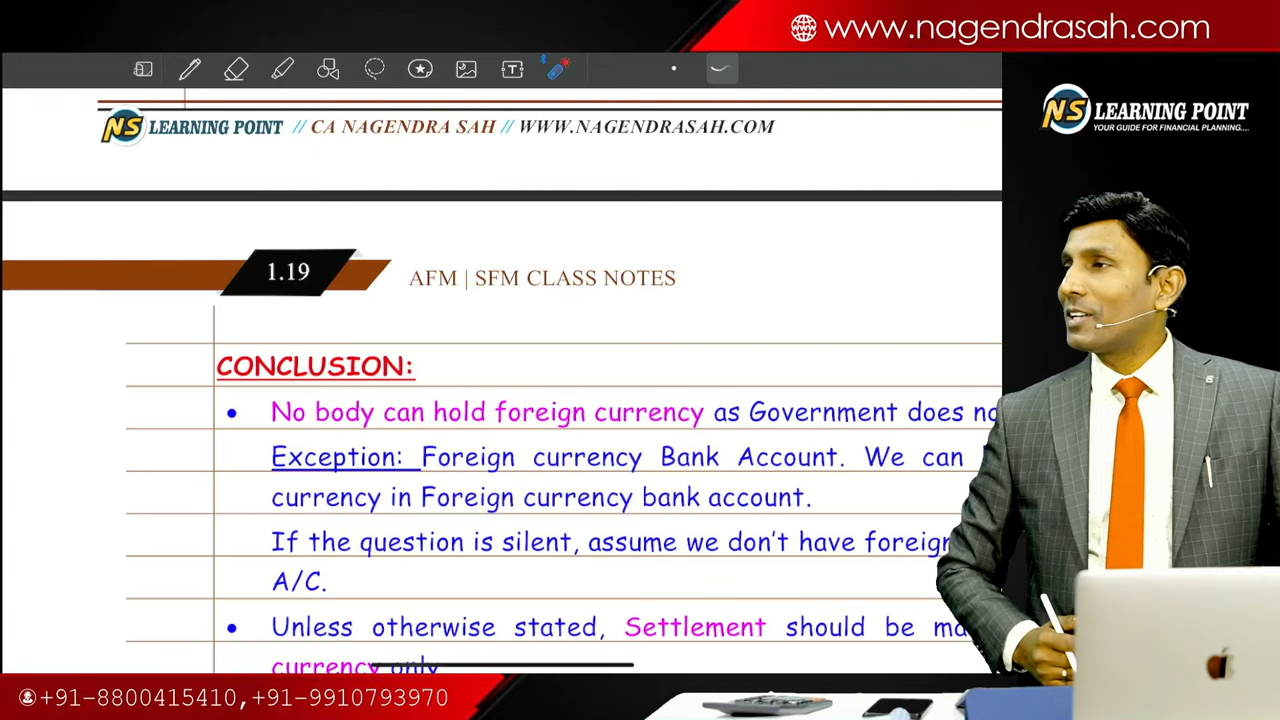 www.nagendrasah.com
NS LEARNING POINT // CA NAGENDRA SAH // WWW.NAGENDRASAH.COM
NS LEARNING POINT
YOUR GUIDE FOR FINANCIAL PLANNING....
1.19
AFM | SFM CLASS NOTES
CONCLUSION:
• No body can hold foreign currency as Government does
Exception: Foreign currency Bank Account. We can
currency in Foreign currency bank account.
If the question is silent, assume we don't have foreign
A/C.
• Unless otherwise stated, Settlement should be
currency only
+91-8800415410,+91-9910793970